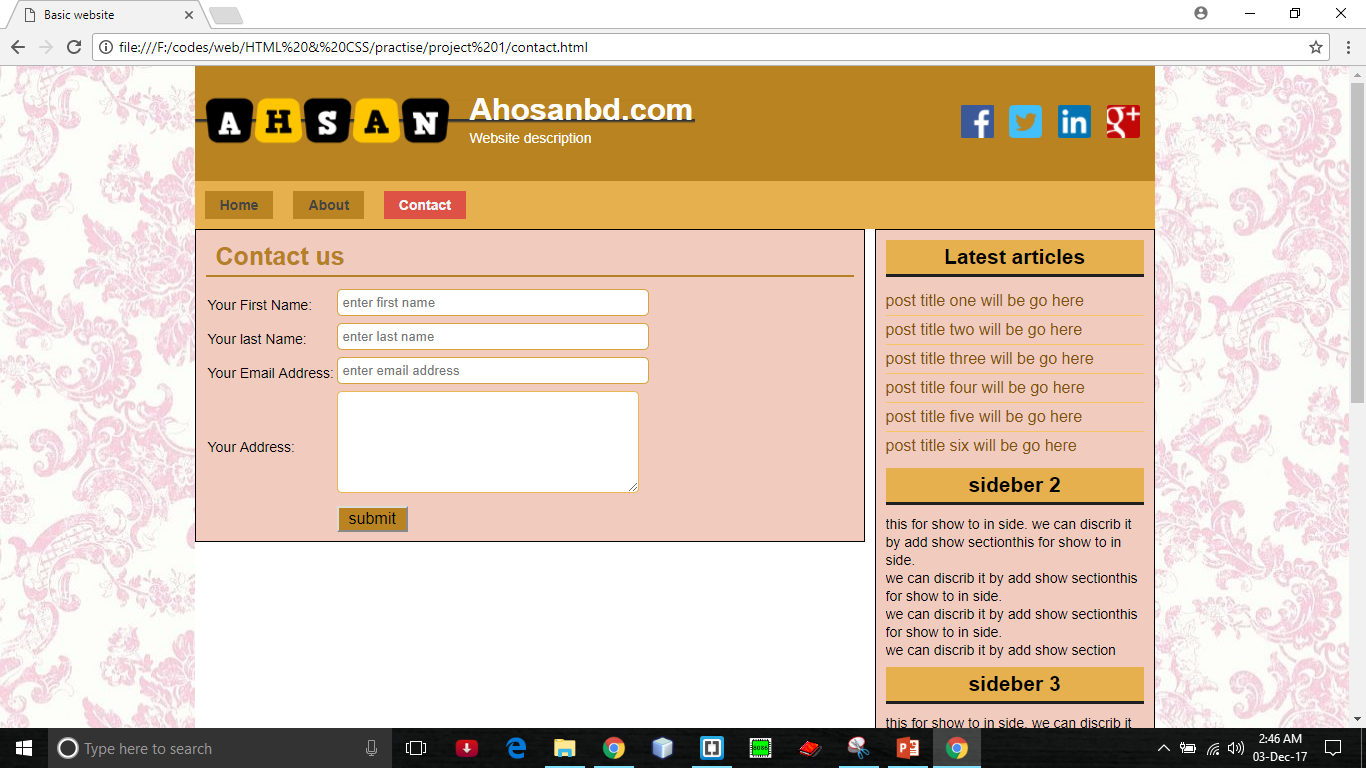 Basic website
file:///F:/codes/web/HTML%20&%20CSS/practise/project%201/contact.html
AHSAN
Ahosanbd.com
Website description
f in g+
Home About Contact
Contact us
Your First Name: enter first name
Your last Name: enter last name
Your Email Address: enter email address
Your Address:
submit
Latest articles
post title one will be go here
post title two will be go here
post title three will be go here
post title four will be go here
post title five will be go here
post title six will be go here
sideber 2
this for show to in side. we can discrib it
by add show sectionthis for show to in
side.
we can discrib it by add show sectionthis
for show to in side.
we can discrib it by add show sectionthis
for show to in side.
we can discrib it by add show section
sideber 3
this for show to in side. we can discrib it
Type here to search
2:46 AM
03-Dec-17